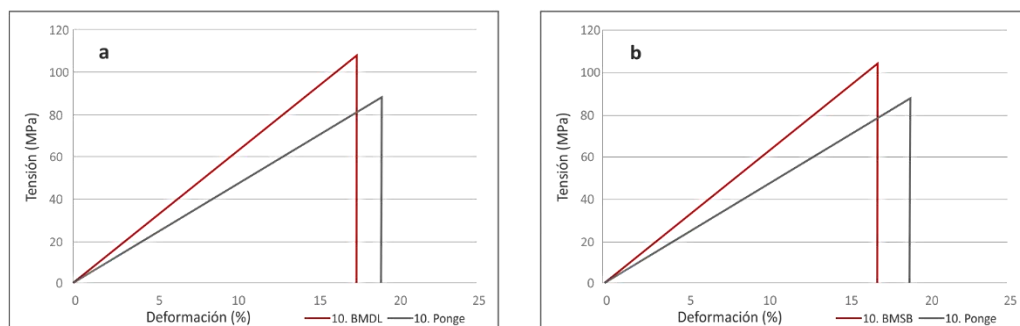 a
Tensión (MPa)
120
100
80
60
40
20
0
0 5 10 15 20 25
Deformación (%)
10. BMDL 10. Ponge
b
Tensión (MPa)
120
100
80
60
40
20
0
0 5 10 15 20 25
Deformación (%)
10. BMSB 10. Ponge